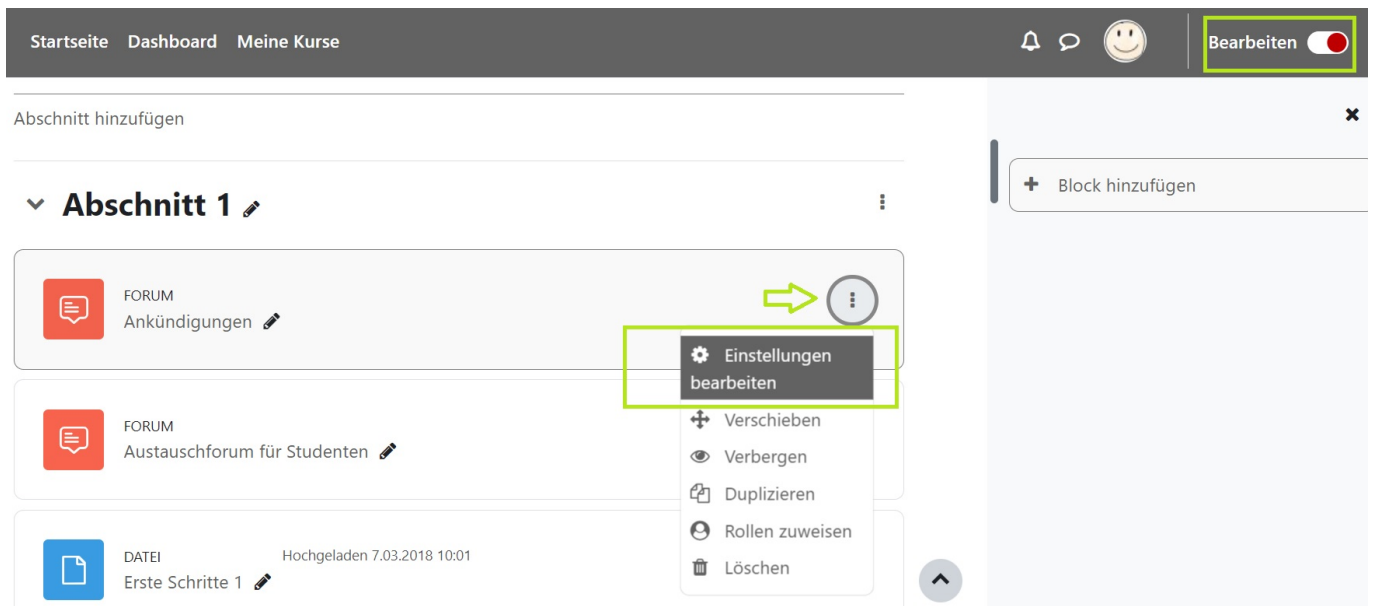 Startseite Dashboard Meine Kurse Bearbeiten
Abschnitt hinzufügen
Block hinzufügen
Abschnitt 1
FORUM
Ankündigungen
Einstellungen
bearbeiten
Verschieben
Verbergen
Duplizieren
Rollen zuweisen
Löschen
FORUM
Austauschforum für Studenten
DATEI Hochgeladen 7.03.2018 10:01
Erste Schritte 1